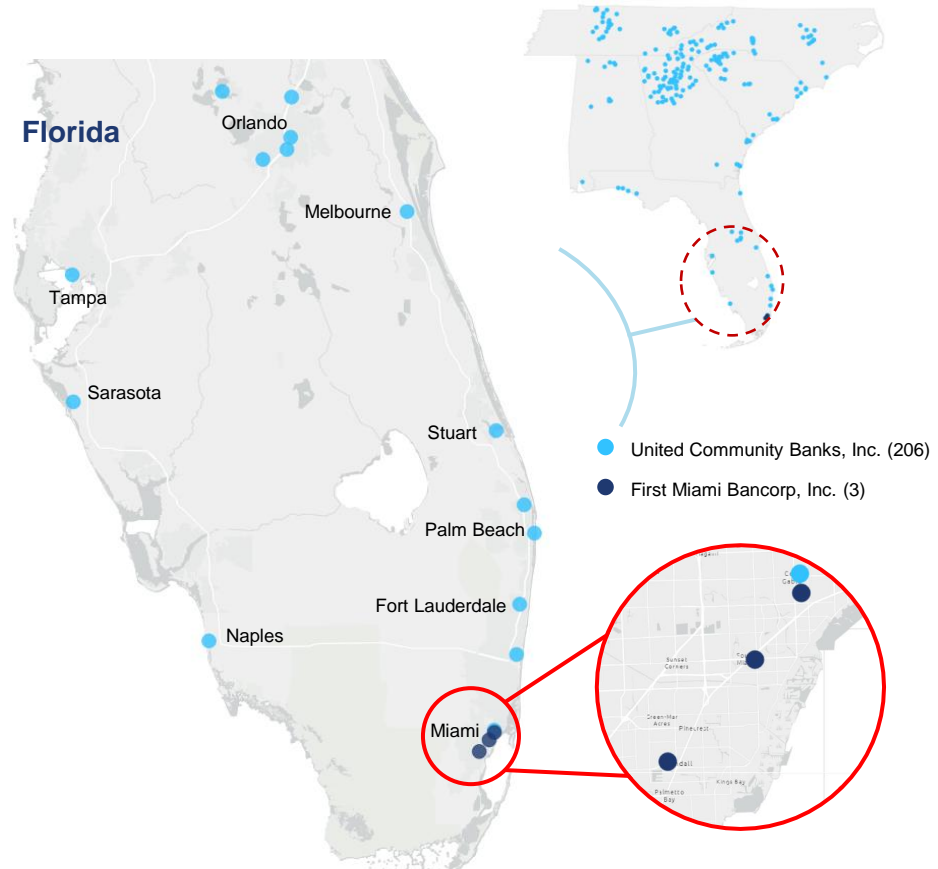 Florida
Orlando
Melbourne
Tampa
Sarasota
Stuart
United Community Banks, Inc. (206)
First Miami Bancorp, Inc. (3)
Palm Beach
Fort Lauderdale
Naples
Miami
Sunset
Corners
Pinecrest
Kings Bay
Palmetto
Bay